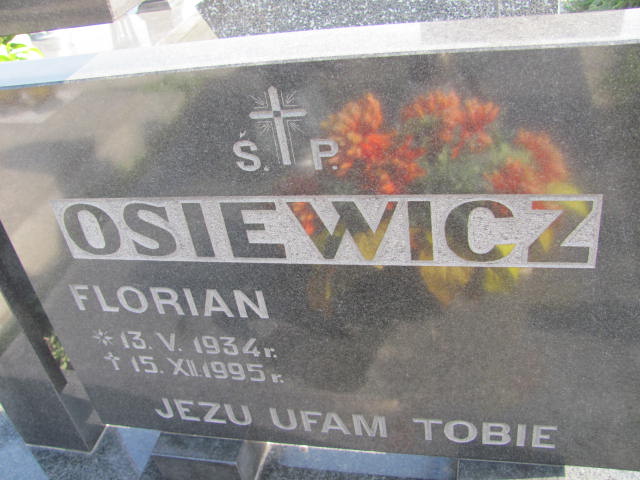 Ś. P.
OSIEWICZ
FLORIAN
* 13. V. 1934 r.
† 15. XII. 1995 r.
JEZU UFAM TOBIE